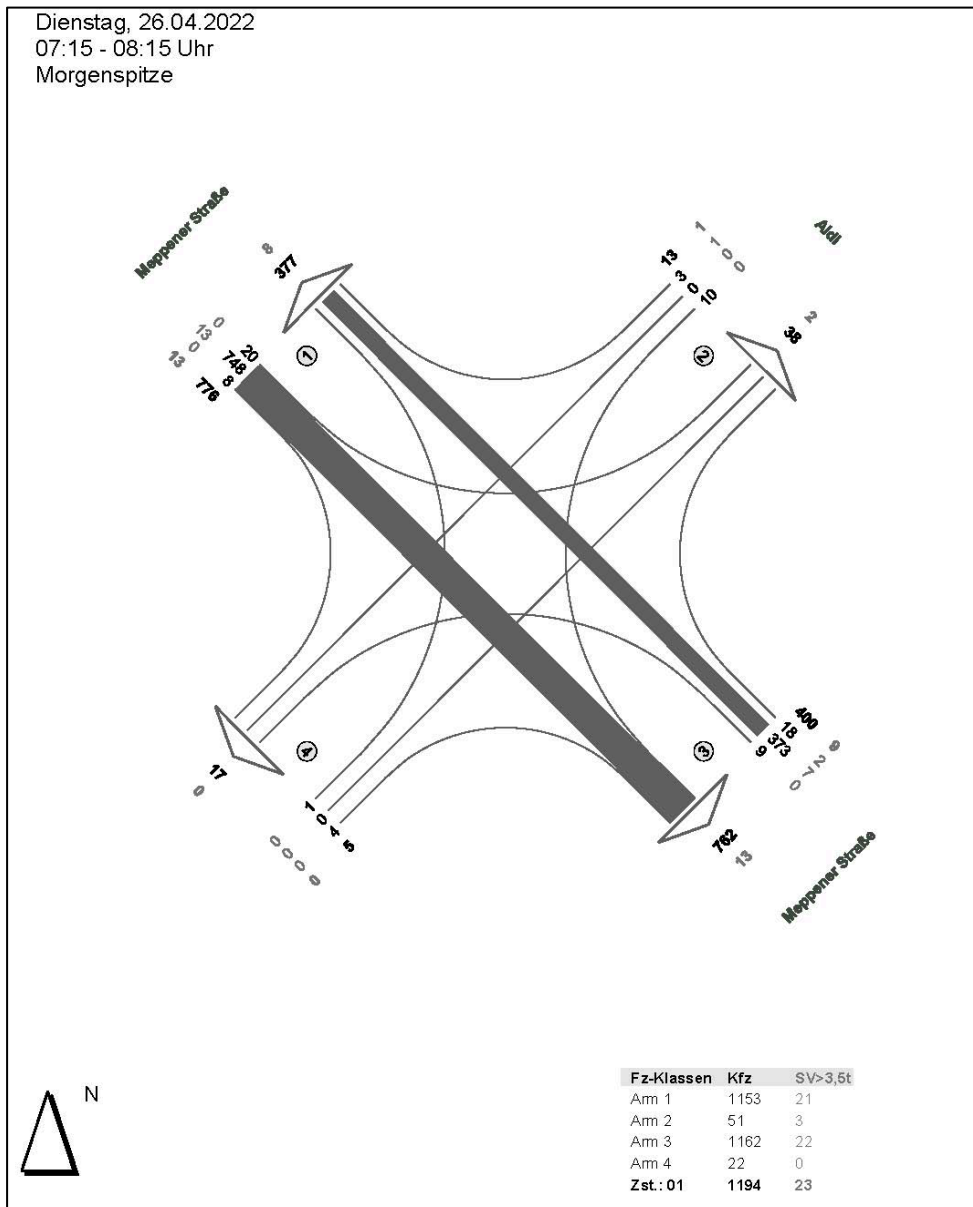 Dienstag, 26.04.2022
07:15 - 08:15 Uhr
Morgenspitze
Meppener Straße
8
377
13 0 13 0
776 8 748 20
1
1 1 0 0
13 3 0 10
Aldi
2
38
2
4
17
0
1 0 4 5
0 0 0 0
3
400
18
373
9
9 2 7 0
762
13
Meppener Straße
N
Fz-Klassen Kfz SV>3,5t
Arm 1 1153 21
Arm 2 51 3
Arm 3 1162 22
Arm 4 22 0
Zst.: 01 1194 23